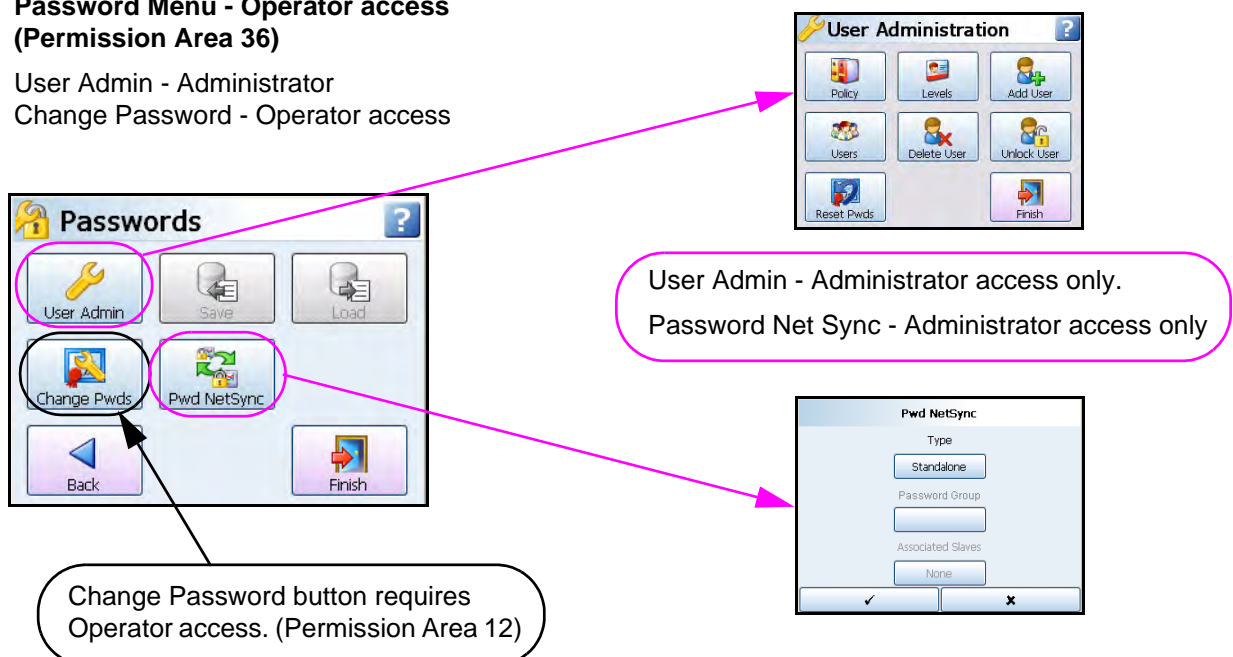 Password Menu - Operator access
(Permission Area 36)
User Admin - Administrator
Change Password - Operator access
User Administration
?
Policy
Levels
Add User
Users
Delete User
Unlock User
Reset Pwds
Finish
Passwords
?
User Admin
Save
Load
Change Pwds
Pwd NetSync
Back
Finish
User Admin - Administrator access only.
Password Net Sync - Administrator access only
Pwd NetSync
Type
Standalone
Password Group
Associated Slaves
None
Change Password button requires
Operator access. (Permission Area 12)